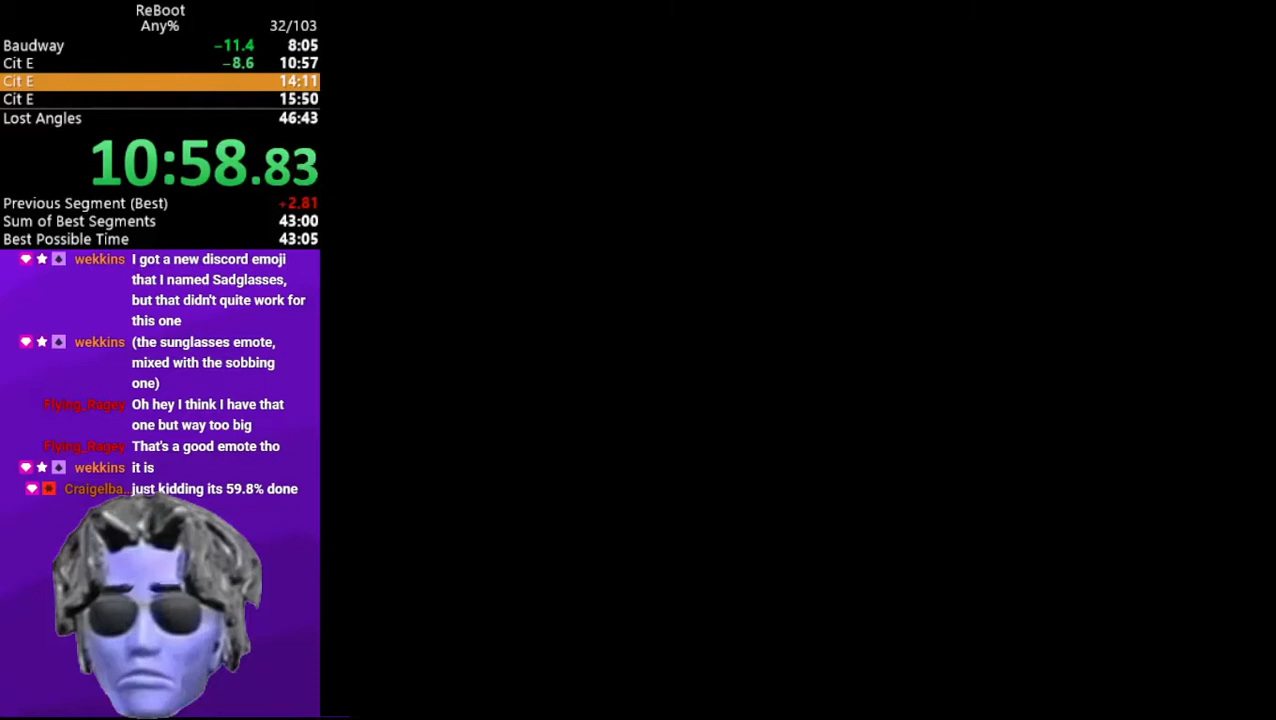 ReBoot
Any% 32/103
Baudway −11.4 8:05
Cit E −8.6 10:57
Cit E 14:11
Cit E 15:50
Lost Angles 46:43
10:58.83
Previous Segment (Best) +2.81
Sum of Best Segments 43:00
Best Possible Time 43:05
wekkins I got a new discord emoji
that I named Sadglasses,
but that didn't quite work for
this one
wekkins (the sunglasses emote,
mixed with the sobbing
one)
Flying_Ragey Oh hey I think I have that
one but way too big
Flying_Ragey That's a good emote tho
wekkins it is
Craigelba.. just kidding its 59.8% done